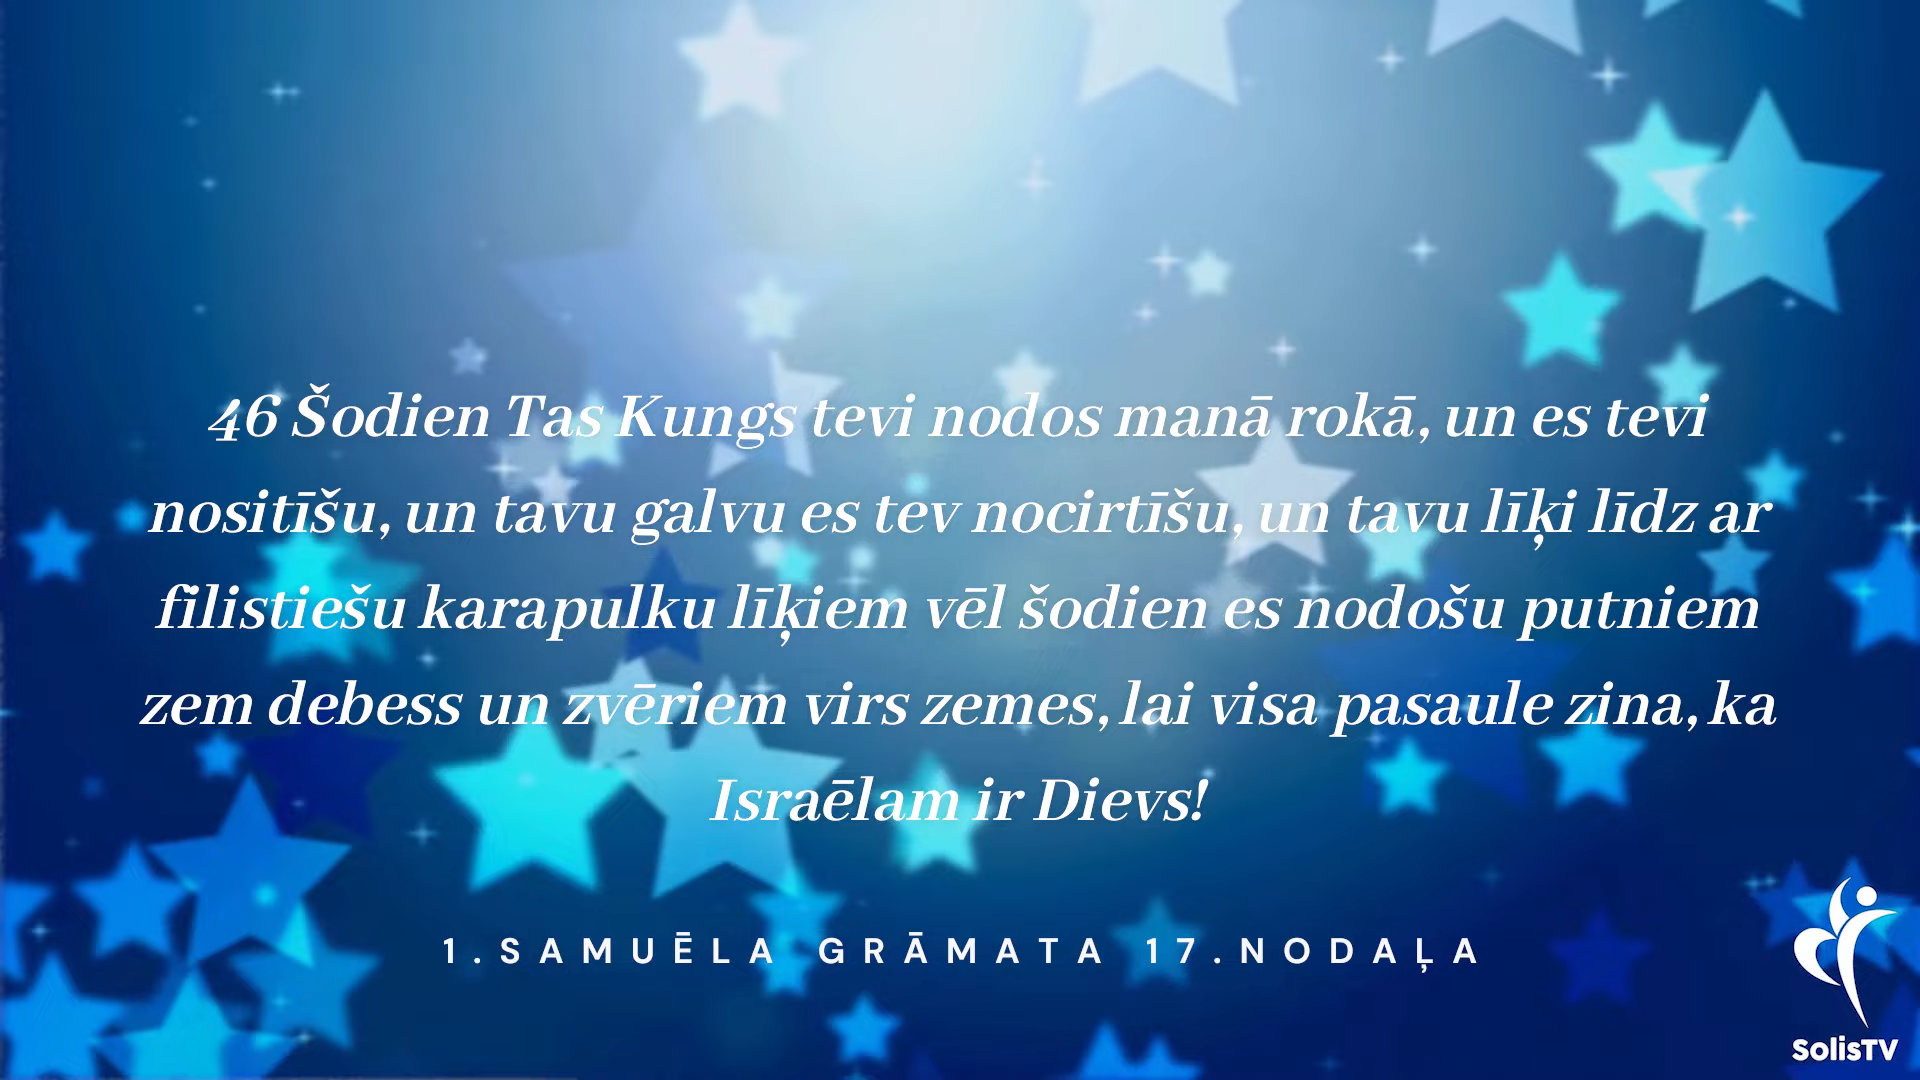 46 Šodien Tas Kungs tevi nodos manā rokā, un es tevi
nositīšu, un tavu galvu es tev nocirtīšu, un tavu līķi līdz ar
filistiešu karapulku līķiem vēl šodien es nodošu putniem
zem debess un zvēriem virs zemes, lai visa pasaule zina, ka
Israēlam ir Dievs!
1.SAMUĒLA GRĀMATA 17.NODAĻA
SolisTV